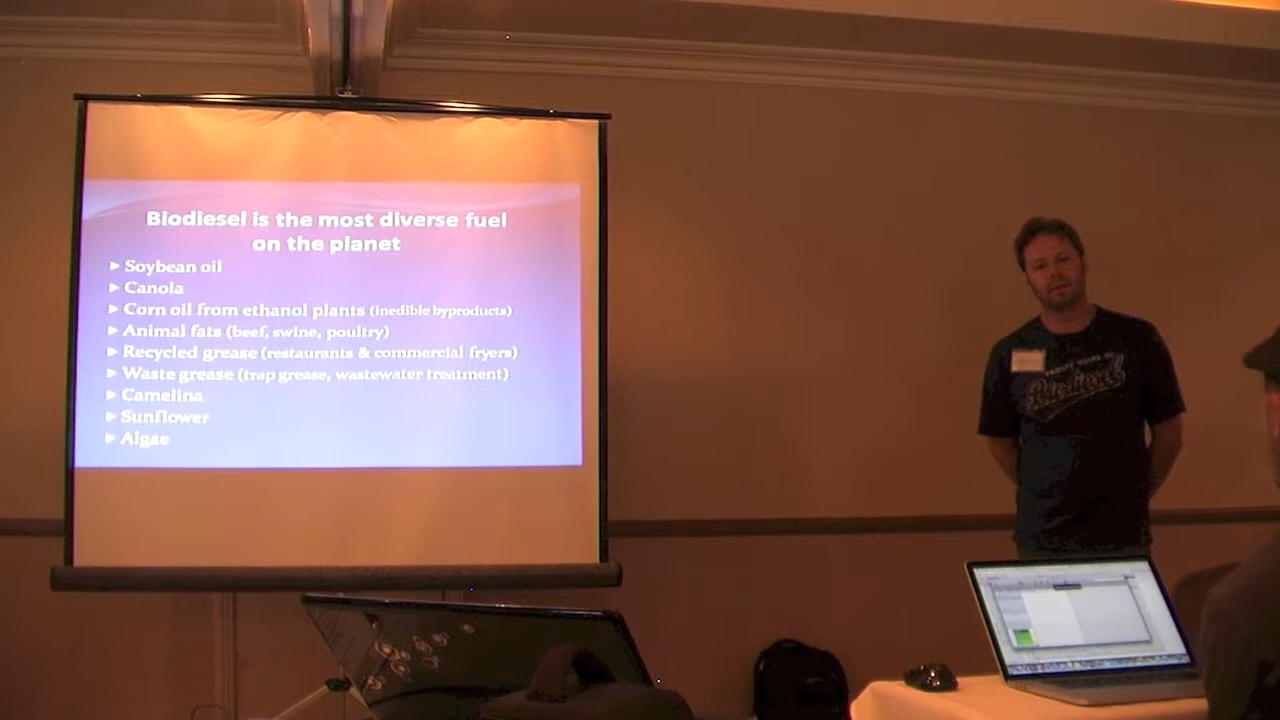 Biodiesel is the most diverse fuel
on the planet
► Soybean oil
► Canola
► Corn oil from ethanol plants (inedible byproducts)
► Animal fats (beef, swine, poultry)
► Recycled grease (restaurants & commercial fryers)
► Waste grease (trap grease, wastewater treatment)
► Camelina
► Sunflower
► Algae
Biodiesel